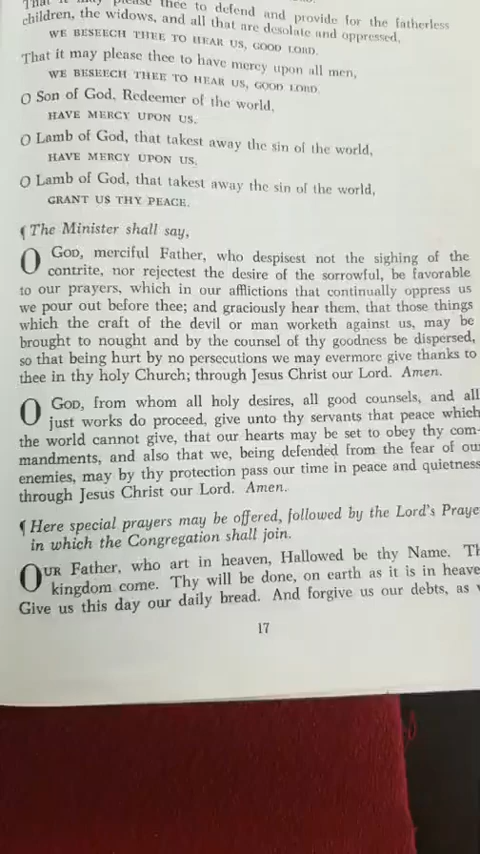 That it may please thee to defend and provide for the fatherless
children, the widows, and all that are desolate and oppressed,
WE BESEECH THEE TO HEAR US, GOOD LORD.
That it may please thee to have mercy upon all men,
WE BESEECH THEE TO HEAR US, GOOD LORD.
O Son of God, Redeemer of the world,
HAVE MERCY UPON US.
O Lamb of God, that takest away the sin of the world,
HAVE MERCY UPON US.
O Lamb of God, that takest away the sin of the world,
GRANT US THY PEACE.
¶ The Minister shall say,
O GOD, merciful Father, who despisest not the sighing of the
contrite, nor rejectest the desire of the sorrowful, be favorable
to our prayers, which in our afflictions that continually oppress us
we pour out before thee; and graciously hear them, that those things
which the craft of the devil or man worketh against us, may be
brought to nought and by the counsel of thy goodness be dispersed,
so that being hurt by no persecutions we may evermore give thanks to
thee in thy holy Church; through Jesus Christ our Lord. Amen.
O GOD, from whom all holy desires, all good counsels, and all
just works do proceed, give unto thy servants that peace which
the world cannot give, that our hearts may be set to obey thy com-
mandments, and also that we, being defended from the fear of our
enemies, may by thy protection pass our time in peace and quietness
through Jesus Christ our Lord. Amen.
¶ Here special prayers may be offered, followed by the Lord's Praye
in which the Congregation shall join.
OUR Father, who art in heaven, Hallowed be thy Name. Th
kingdom come. Thy will be done, on earth as it is in heave
Give us this day our daily bread. And forgive us our debts, as
17